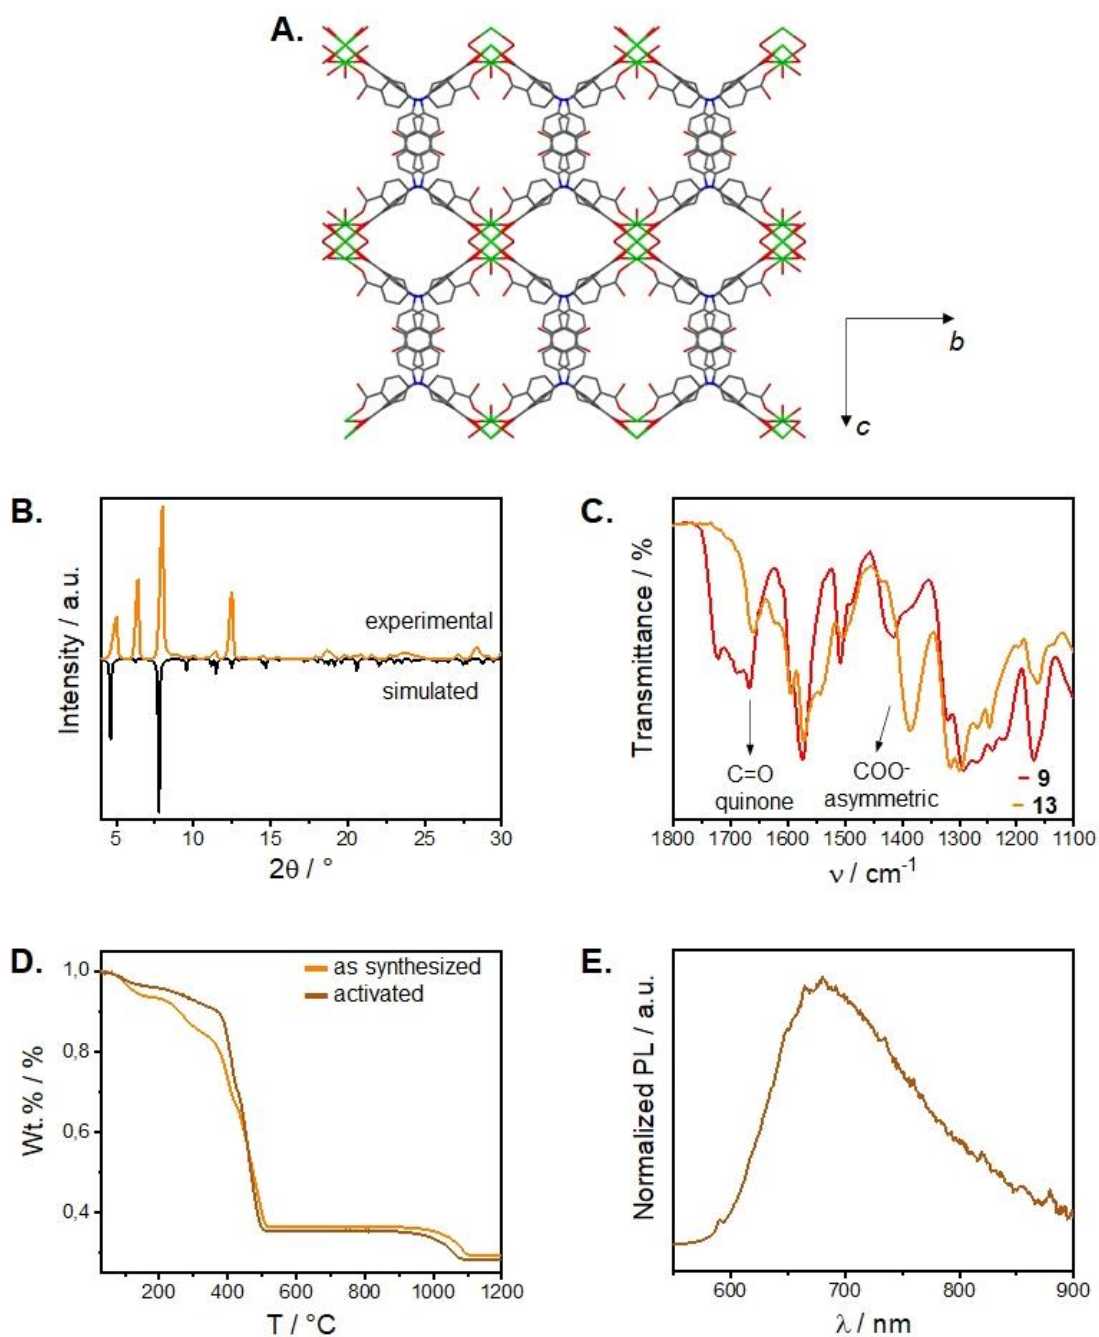 A.
b
c
B.
Intensity / a.u.
experimental
simulated
5 10 15 20 25 30
2θ / °
C.
Transmittance / %
C=O
quinone
COO-
asymmetric
9
13
1800 1700 1600 1500 1400 1300 1200 1100
ν / cm-1
D.
as synthesized
activated
1,0
0,8
0,6
0,4
Wt.% / %
200 400 600 800 1000 1200
T / °C
E.
Normalized PL / a.u.
600 700 800 900
λ / nm